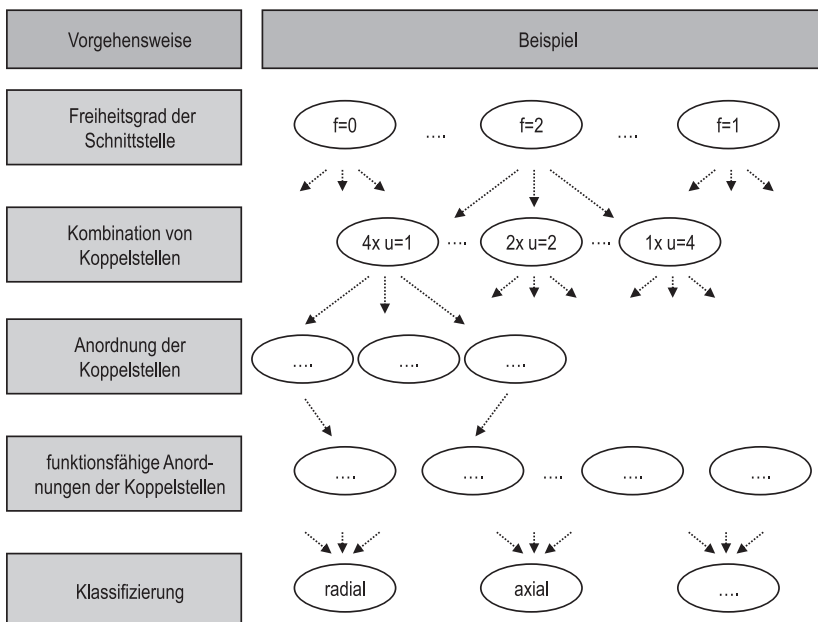 Vorgehensweise
Beispiel
Freiheitsgrad der
Schnittstelle
f=0
....
f=2
....
f=1
Kombination von
Koppelstellen
4x u=1
....
2x u=2
....
1x u=4
Anordnung der
Koppelstellen
....
....
....
funktionsfähige Anord-
nungen der Koppelstellen
....
....
....
....
....
Klassifizierung
radial
axial
....